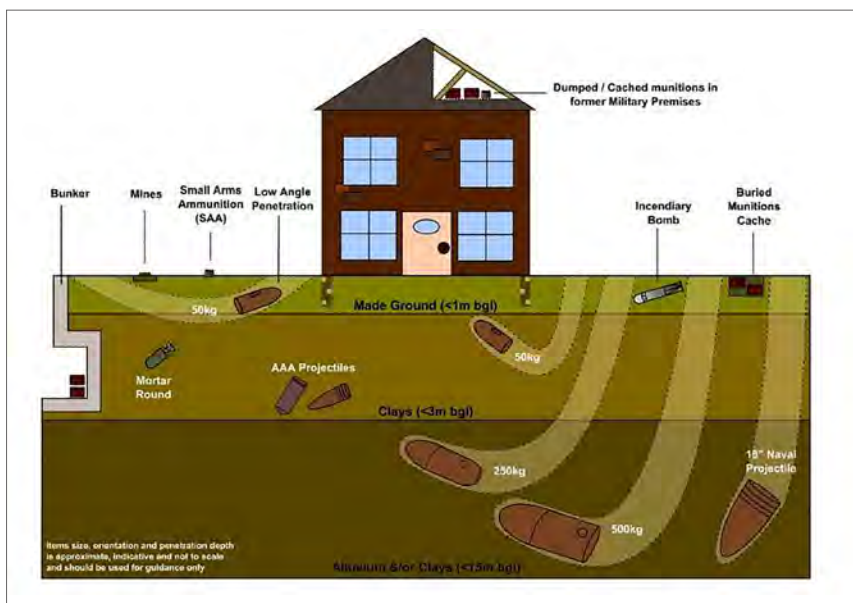 Dumped / Cached munitions in
former Military Premises
Bunker
Mines
Small Arms
Ammunition
(SAA)
Low Angle
Penetration
Incendiary
Bomb
Buried
Munitions
Cache
50kg
Made Ground (<1m bgl)
50kg
Mortar
Round
AAA Projectiles
Clays (<3m bgl)
250kg
15" Naval
Projectile
500kg
Items size, orientation and penetration depth
is approximate, indicative and not to scale
and should be used for guidance only
Alluvium &/or Clays (<15m bgl)